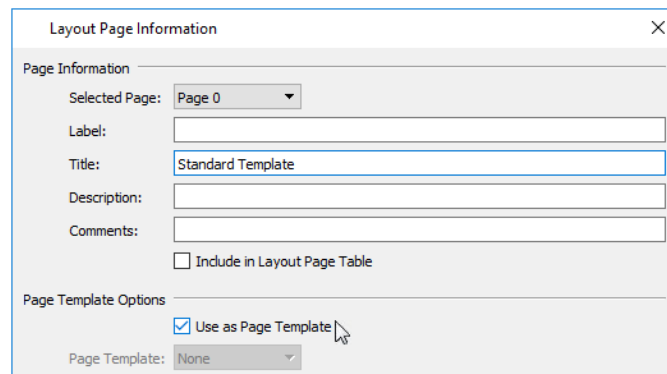 Layout Page Information
Page Information
Selected Page: Page 0
Label:
Title: Standard Template
Description:
Comments:
Include in Layout Page Table
Page Template Options
Use as Page Template
Page Template: None